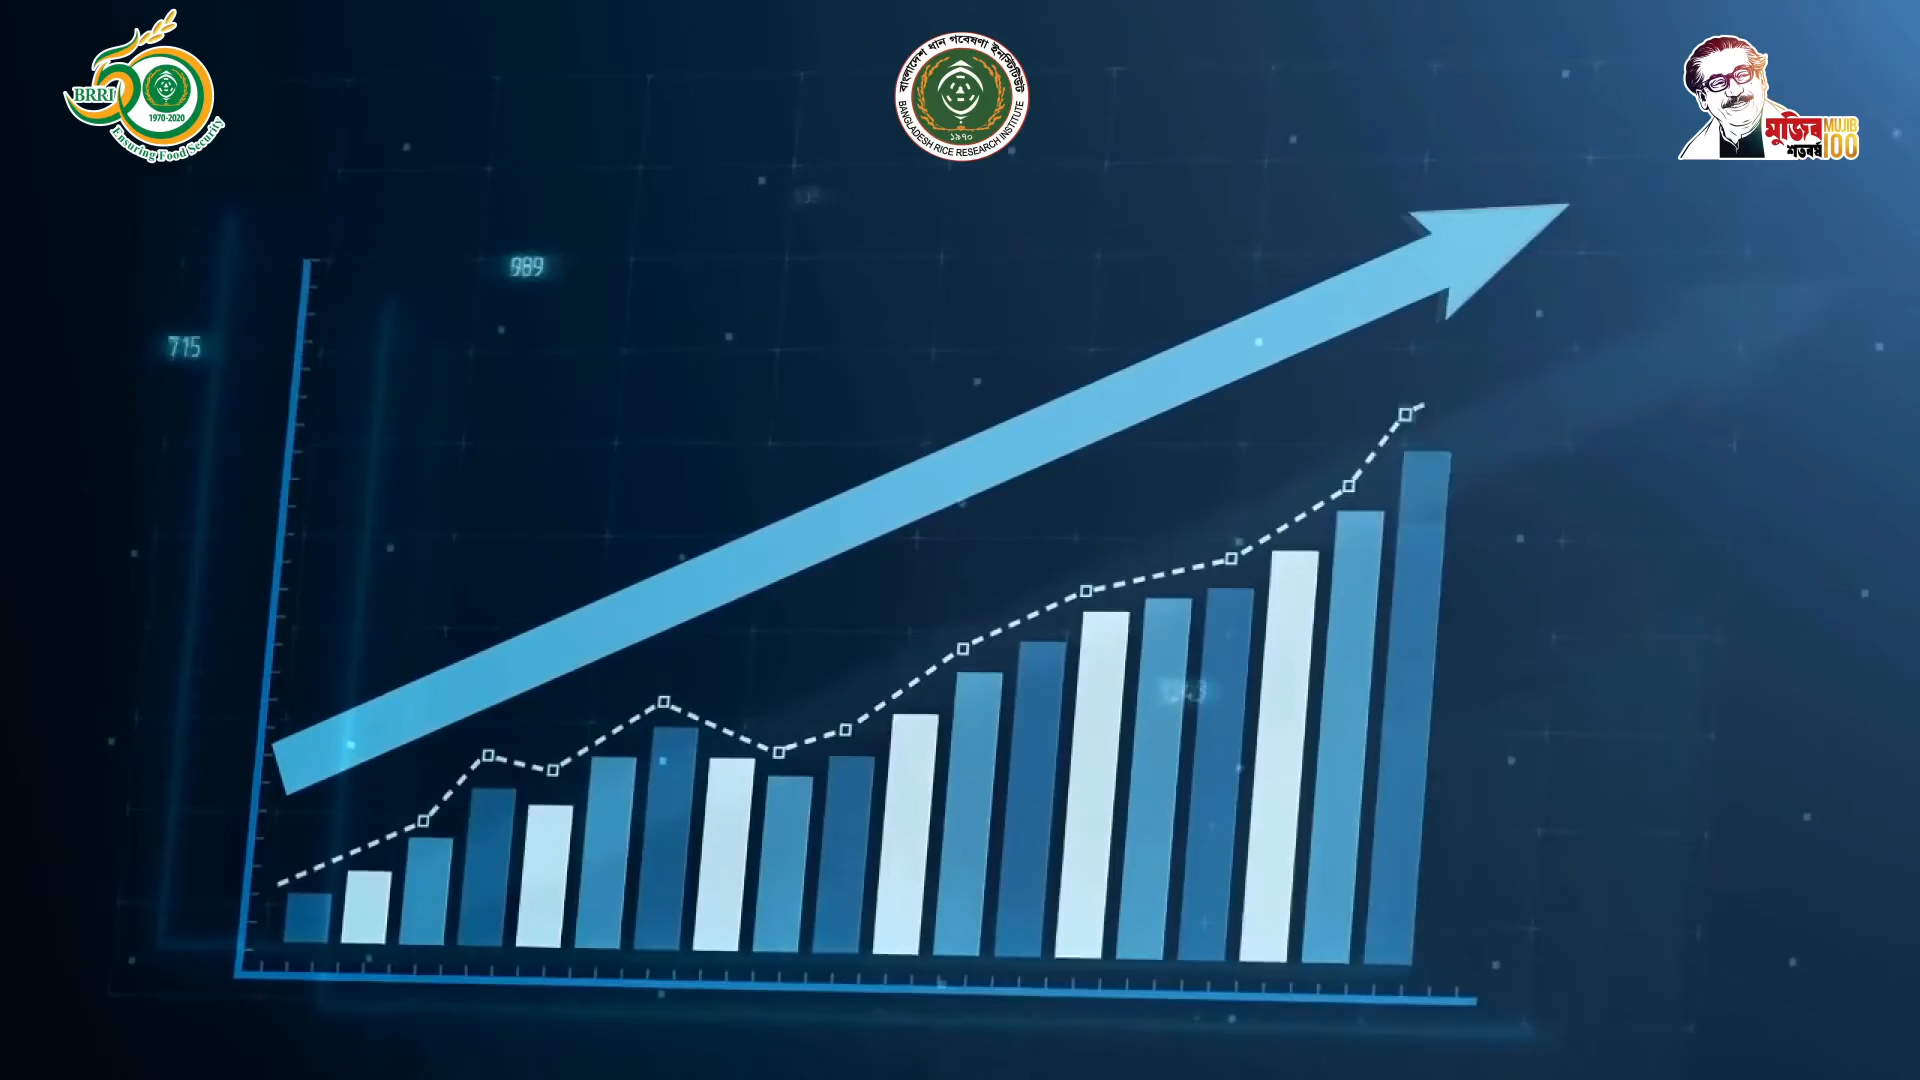 BRRI
50
1970-2020
Ensuring Food Security
বাংলাদেশ ধান গবেষণা ইনস্টিটিউট
১৯৭০
BANGLADESH RICE RESEARCH INSTITUTE
মুজিব MUJIB
শতবর্ষ 100
989
715